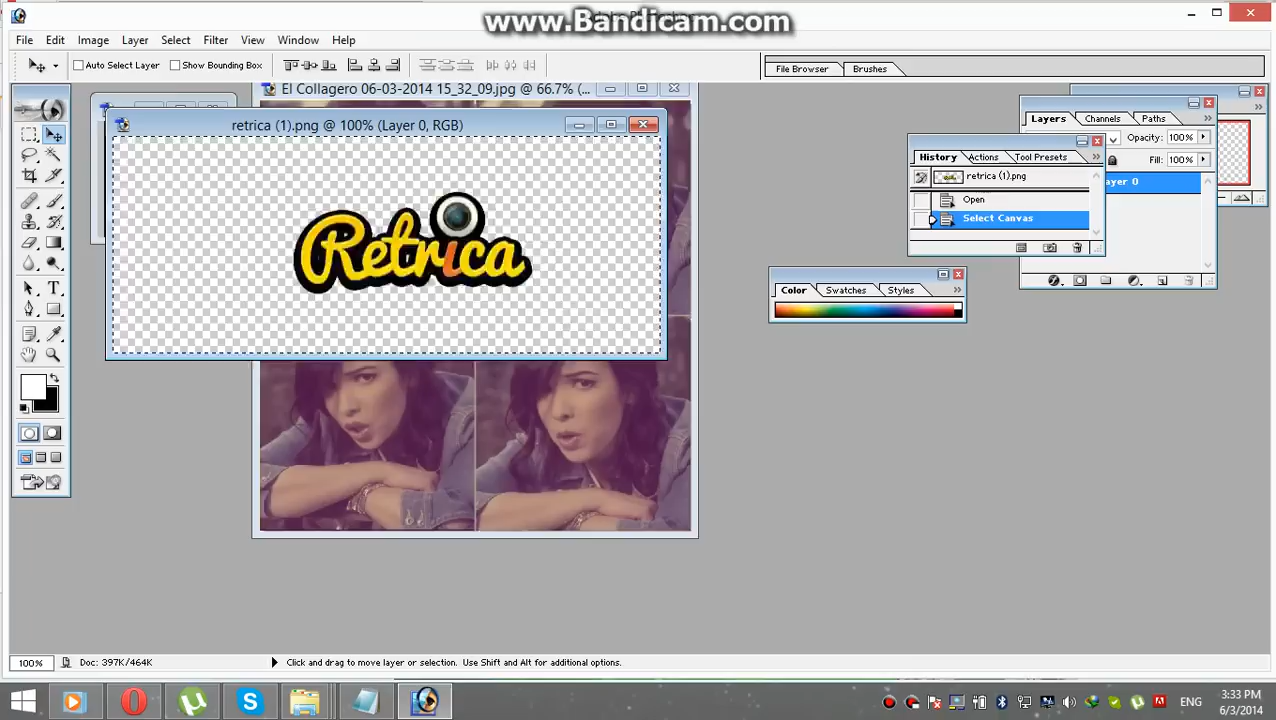 www.Bandicam.com
File Edit Image Layer Select Filter View Window Help
Auto Select Layer Show Bounding Box
File Browser Brushes
El Collagero 06-03-2014 15_32_09.jpg @ 66.7% (...
retrica (1).png @ 100% (Layer 0, RGB)
Retrica
Layers Channels Paths
Opacity: 100%
Fill: 100%
ayer 0
History Actions Tool Presets
retrica (1).png
Open
Select Canvas
Color Swatches Styles
100% Doc: 397K/464K Click and drag to move layer or selection. Use Shift and Alt for additional options.
ENG
3:33 PM
6/3/2014